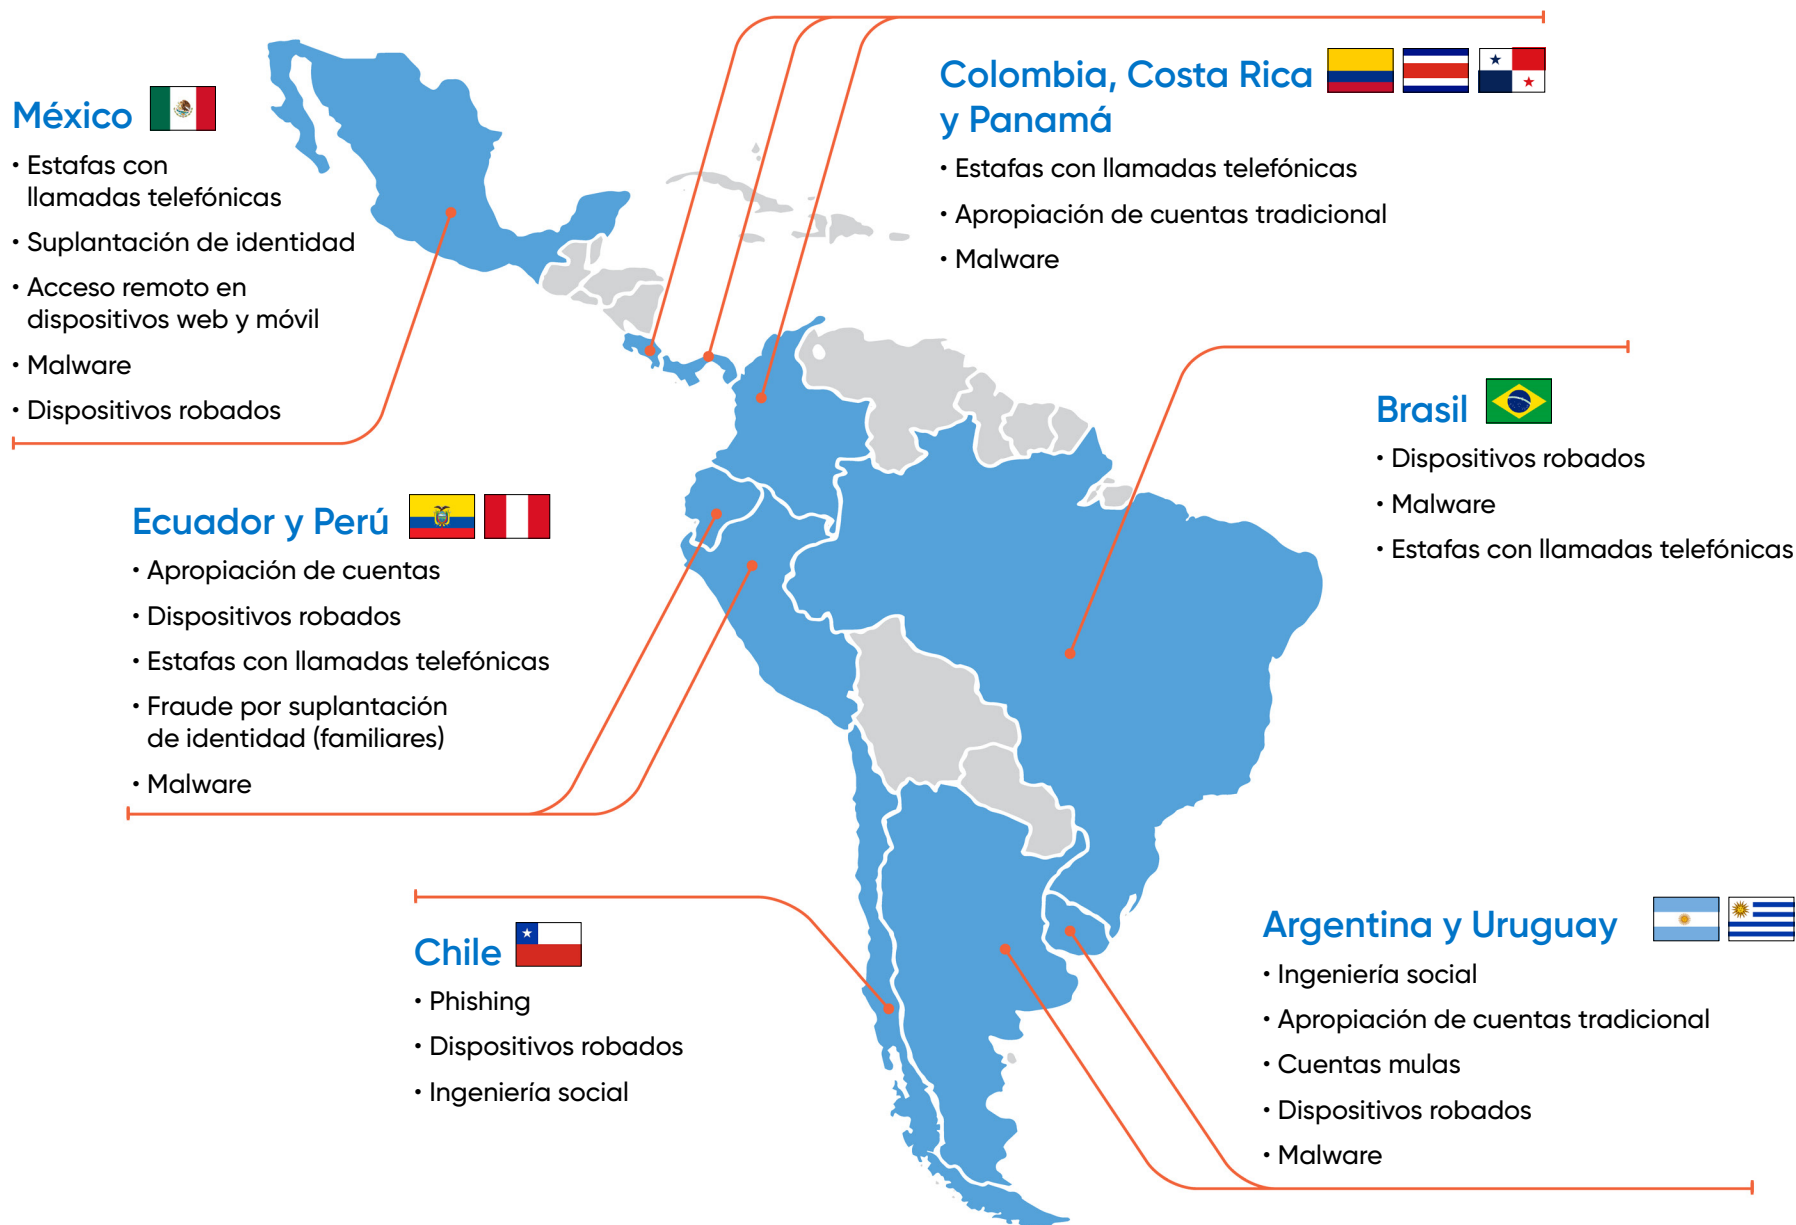 México
• Estafas con
llamadas telefónicas
• Suplantación de identidad
• Acceso remoto en
dispositivos web y móvil
• Malware
• Dispositivos robados
Colombia, Costa Rica
y Panamá
• Estafas con llamadas telefónicas
• Apropiación de cuentas tradicional
• Malware
Brasil
• Dispositivos robados
• Malware
• Estafas con llamadas telefónicas
Ecuador y Perú
• Apropiación de cuentas
• Dispositivos robados
• Estafas con llamadas telefónicas
• Fraude por suplantación
de identidad (familiares)
• Malware
Chile
• Phishing
• Dispositivos robados
• Ingeniería social
Argentina y Uruguay
• Ingeniería social
• Apropiación de cuentas tradicional
• Cuentas mulas
• Dispositivos robados
• Malware